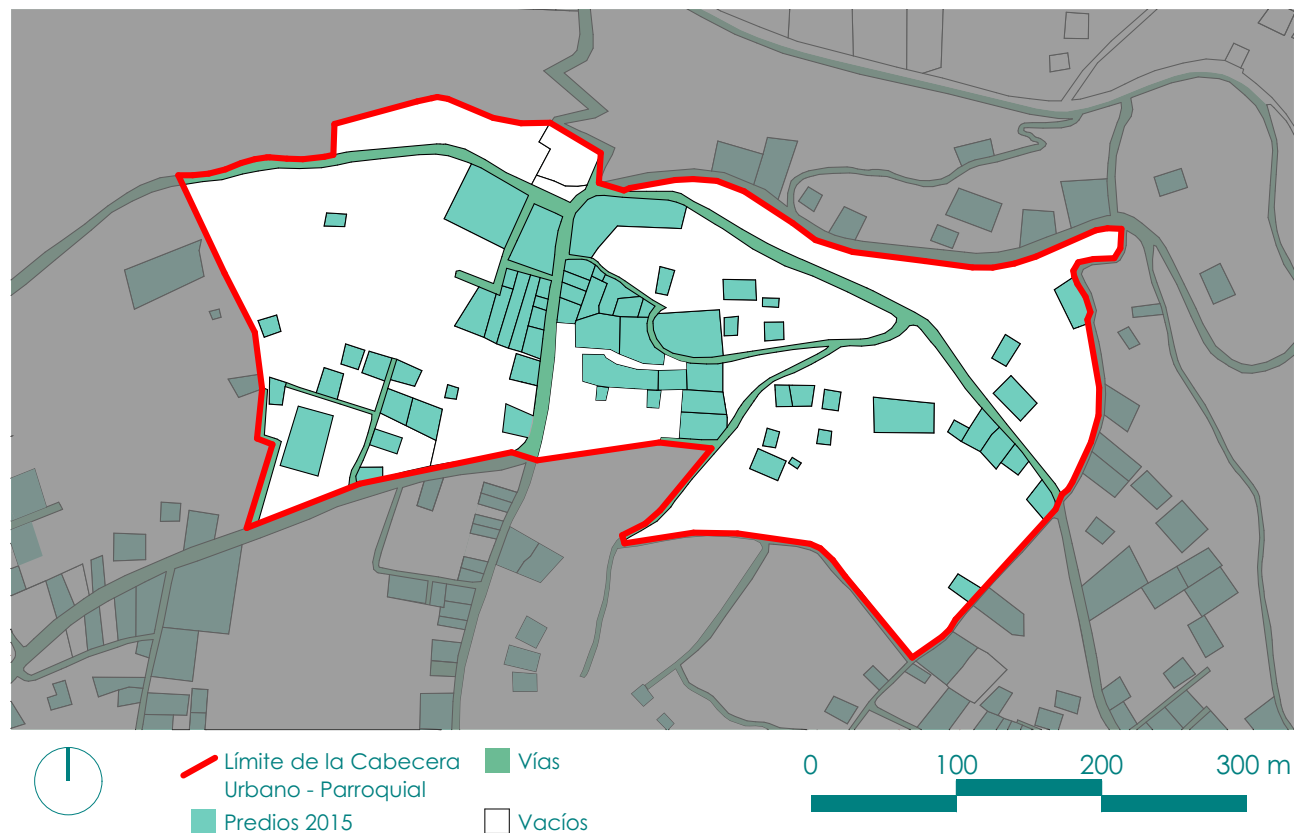 Límite de la Cabecera
Urbano - Parroquial
Predios 2015
Vías
Vacíos
0 100 200 300 m